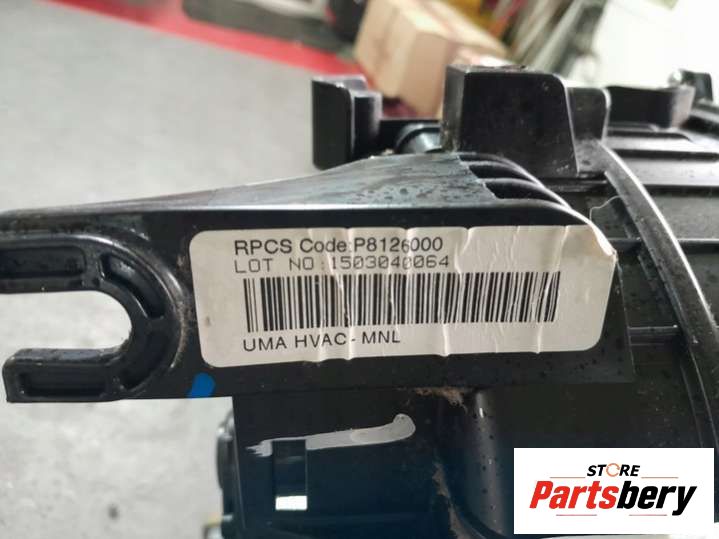 RPCS Code:P8126000
LOT NO:1503040064
UMA HVAC- MNL
STORE
Partsbery